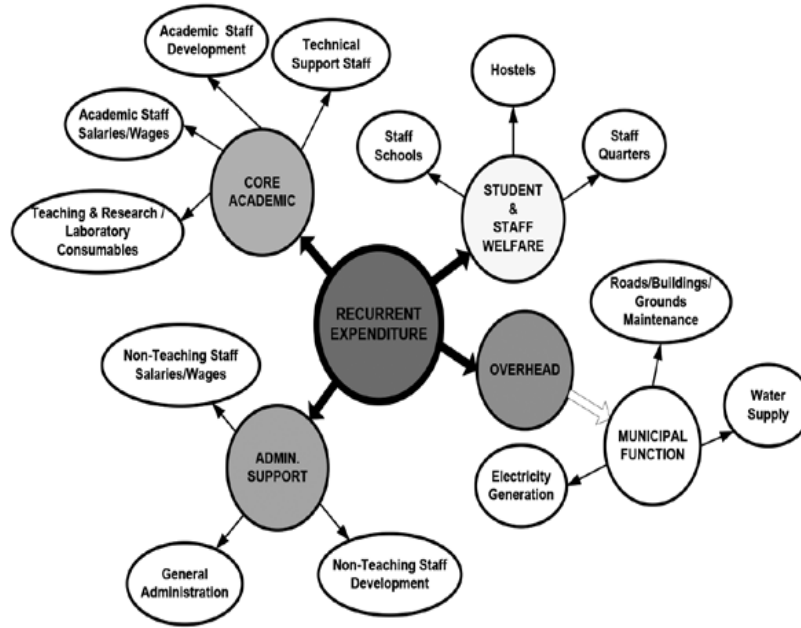 Academic Staff
Development
Technical
Support Staff
Hostels
Academic Staff
Salaries/Wages
Staff
Schools
Staff
Quarters
CORE
ACADEMIC
STUDENT
&
STAFF
WELFARE
Teaching & Research /
Laboratory
Consumables
RECURRENT
EXPENDITURE
Roads/Buildings/
Grounds
Maintenance
Non-Teaching Staff
Salaries/Wages
OVERHEAD
Water
Supply
MUNICIPAL
FUNCTION
ADMIN.
SUPPORT
Electricity
Generation
General
Administration
Non-Teaching Staff
Development